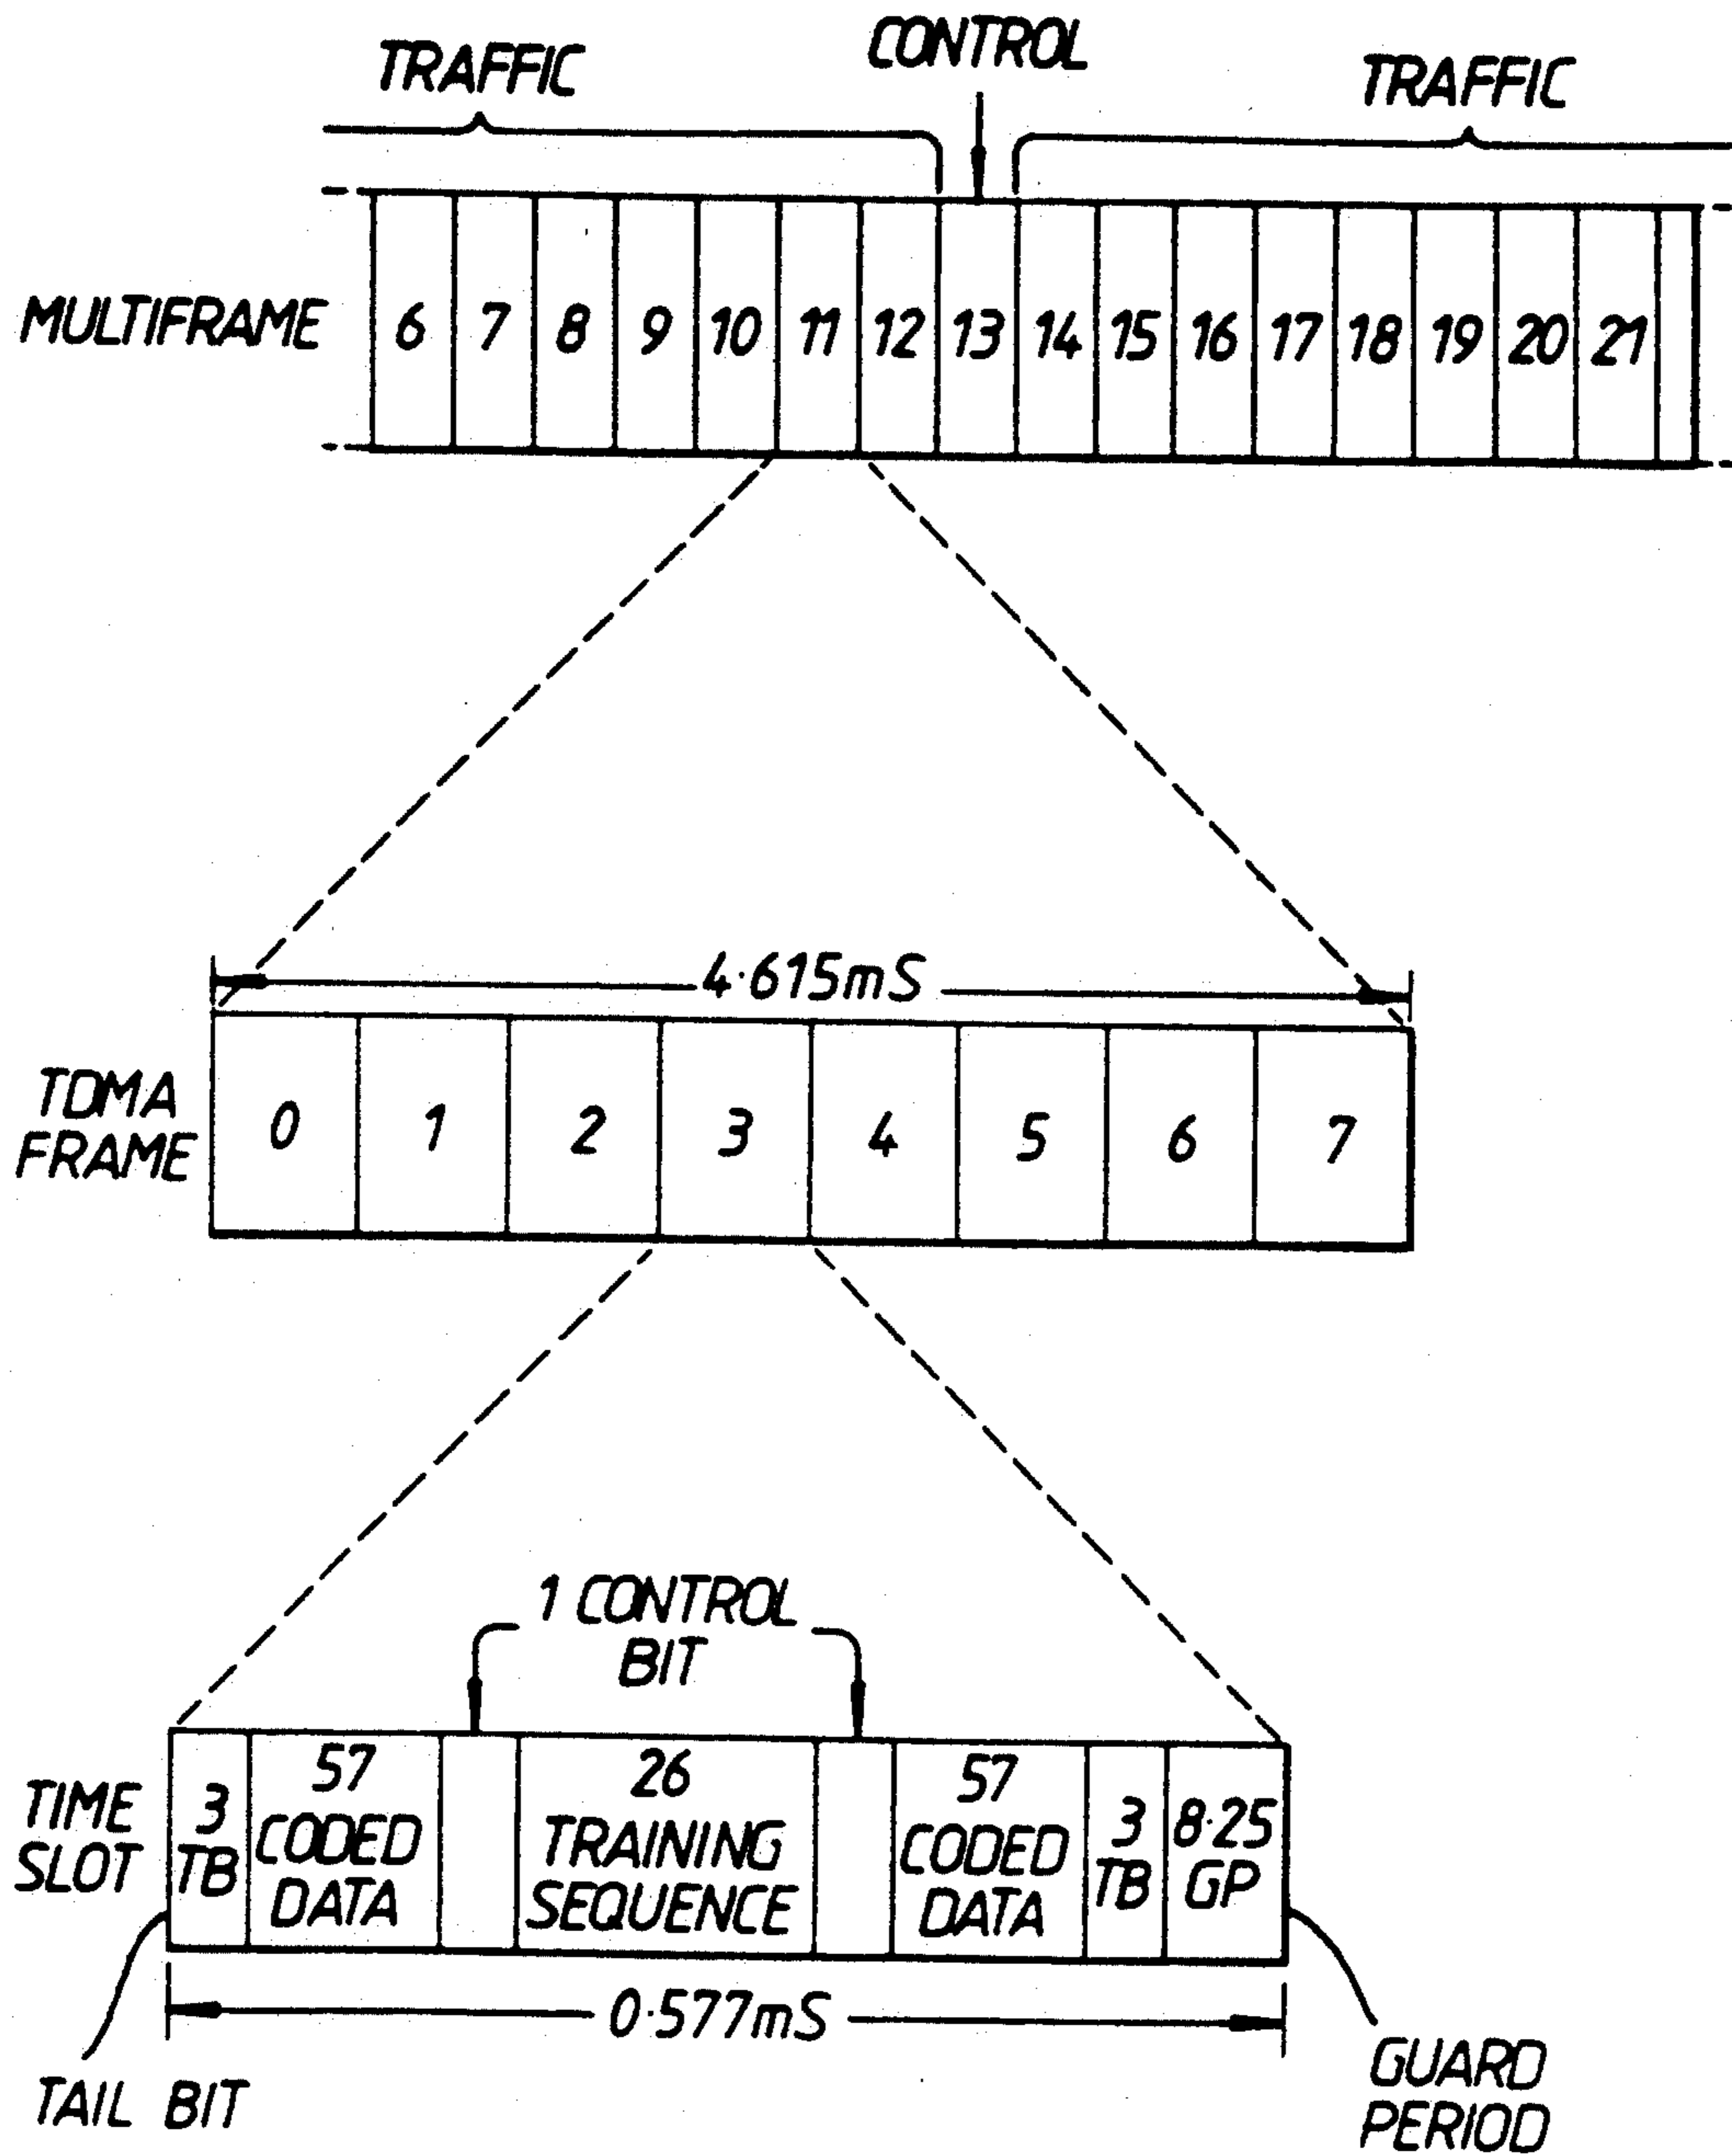 TRAFFIC
CONTROL
TRAFFIC
MULTIFRAME
6 7 8 9 10 11 12 13 14 15 16 17 18 19 20 21
4·615mS
TDMA
FRAME
0 1 2 3 4 5 6 7
1 CONTROL
BIT
TIME
SLOT
3
TB
57
CODED
DATA
26
TRAINING
SEQUENCE
57
CODED
DATA
3
TB
8·25
GP
0·577mS
TAIL BIT
GUARD
PERIOD